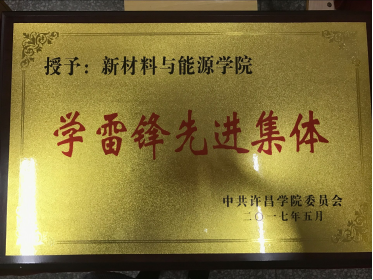 授予：新材料与能源学院
学雷锋先进集体
中共许昌学院委员会
二〇一七年五月